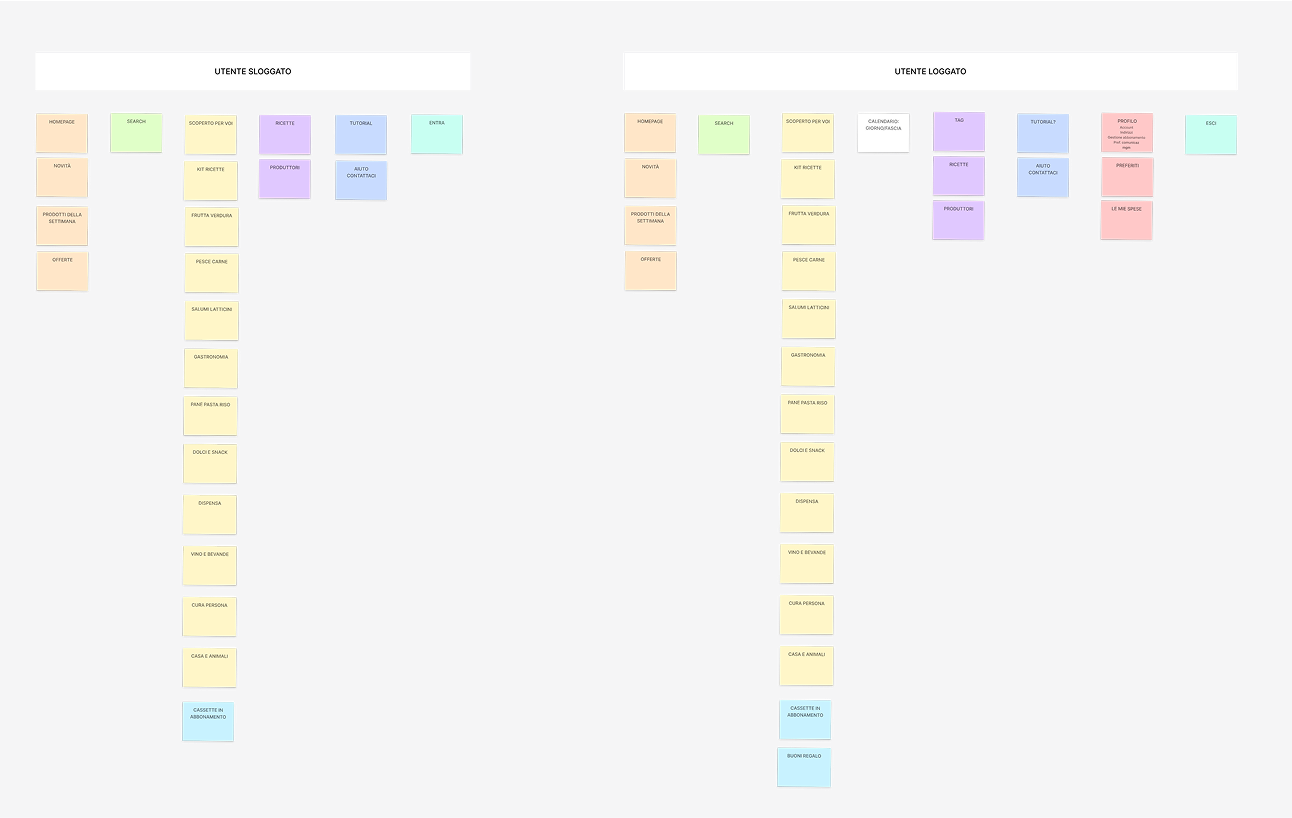 UTENTE SLOGGATO
HOMEPAGE
NOVITÀ
PRODOTTI DELLA
SETTIMANA
OFFERTE
SEARCH
SCOPERTO PER VOI
KIT RICETTE
FRUTTA VERDURA
PESCE CARNE
SALUMI LATTICINI
GASTRONOMIA
PANE PASTA RISO
DOLCI E SNACK
DISPENSA
VINO E BEVANDE
CURA PERSONA
CASA E ANIMALI
CASSETTE IN
ABBONAMENTO
RICETTE
PRODUTTORI
TUTORIAL
AIUTO
CONTATTACI
ENTRA
UTENTE LOGGATO
HOMEPAGE
NOVITÀ
PRODOTTI DELLA
SETTIMANA
OFFERTE
SEARCH
SCOPERTO PER VOI
KIT RICETTE
FRUTTA VERDURA
PESCE CARNE
SALUMI LATTICINI
GASTRONOMIA
PANE PASTA RISO
DOLCI E SNACK
DISPENSA
VINO E BEVANDE
CURA PERSONA
CASA E ANIMALI
CASSETTE IN
ABBONAMENTO
BUONI REGALO
CALENDARIO:
GIORNO/FASCIA
TAG
RICETTE
PRODUTTORI
TUTORIAL?
AIUTO
CONTATTACI
PROFILO
Account
Indirizzi
Gestione abbonamento
Pref. comunicaz
PREFERITI
LE MIE SPESE
ESCI